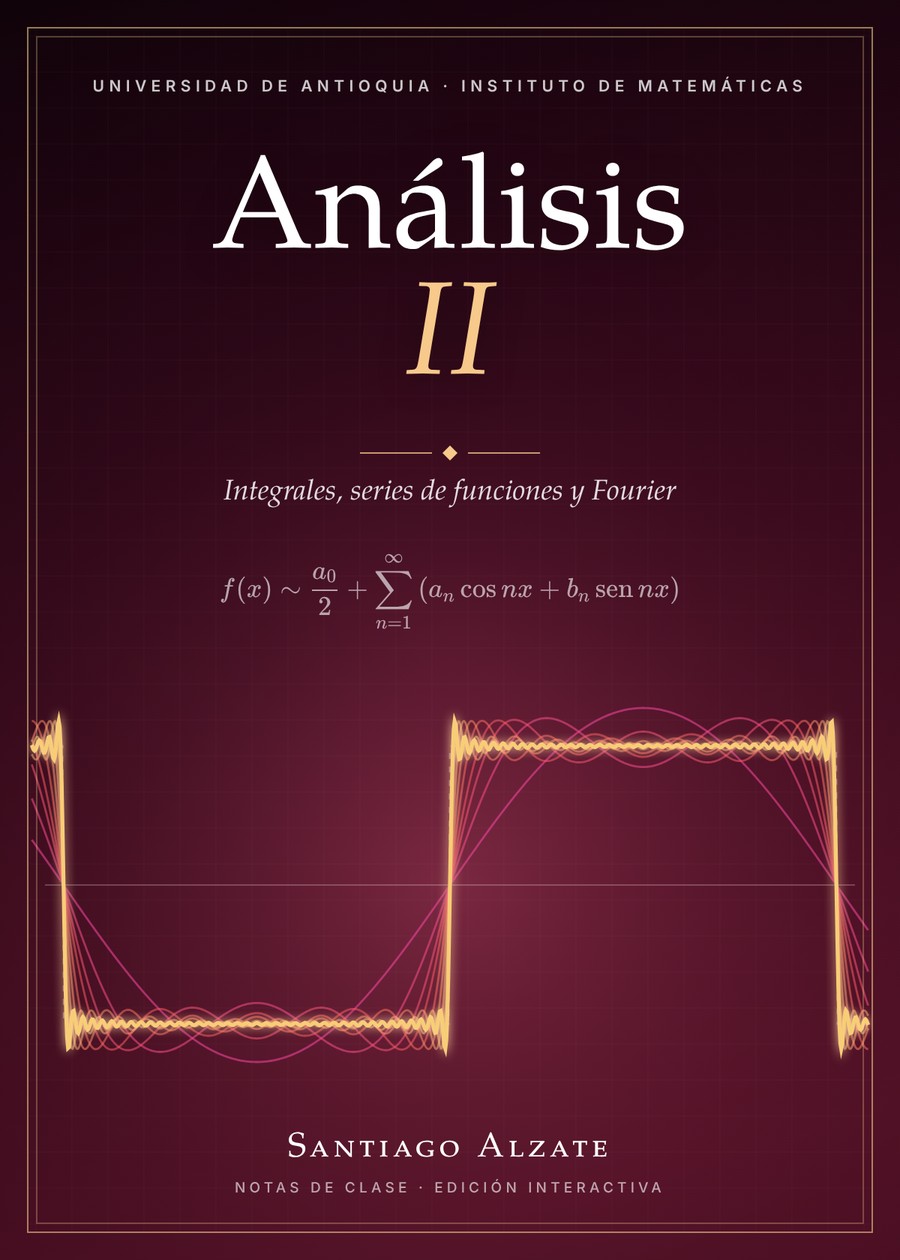 UNIVERSIDAD DE ANTIOQUIA · INSTITUTO DE MATEMÁTICAS
Análisis
II
Integrales, series de funciones y Fourier
f(x) ∼ a₀/2 + ∑_{n=1}^{∞} (aₙ cos nx + bₙ sen nx)
SANTIAGO ALZATE
NOTAS DE CLASE · EDICIÓN INTERACTIVA